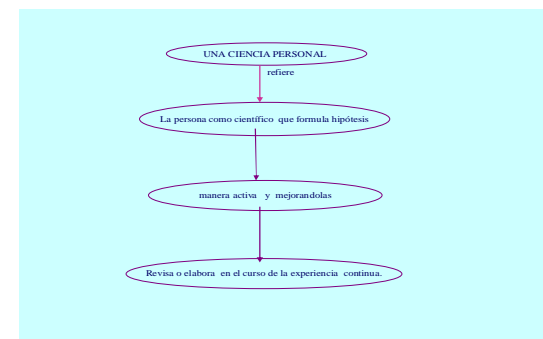 UNA CIENCIA PERSONAL
refiere
La persona como científico que formula hipótesis
manera activa y mejorandolas
Revisa o elabora en el curso de la experiencia continua.